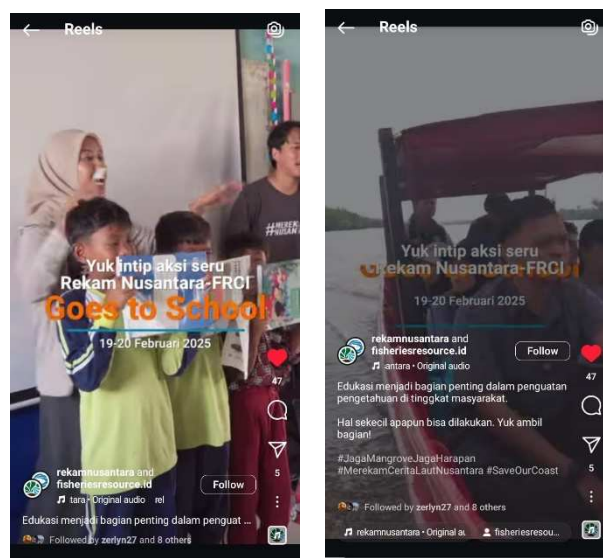 Reels
#MEREK
NUSAN
Yuk intip aksi seru
Rekam Nusantara-FRCI
Goes to School
19-20 Februari 2025
47
rekamnusantara and
fisheriesresource.id
Follow
5
tara • Original audio rel
Edukasi menjadi bagian penting dalam penguat ...
Followed by zerlyn27 and 8 others
Reels
Yuk intip aksi seru
Rekam Nusantara-FRCI
19-20 Februari 2025
rekamnusantara and
fisheriesresource.id
Follow
antara • Original audio
47
Edukasi menjadi bagian penting dalam penguatan
pengetahuan di tingkat masyarakat.
Hal sekecil apapun bisa dilakukan. Yuk ambil
bagian!
5
#JagaMangroveJagaHarapan
#MerekamCeritaLautNusantara #SaveOurCoast
Followed by zerlyn27 and 8 others
rekamnusantara • Original au
fisheriesresou...